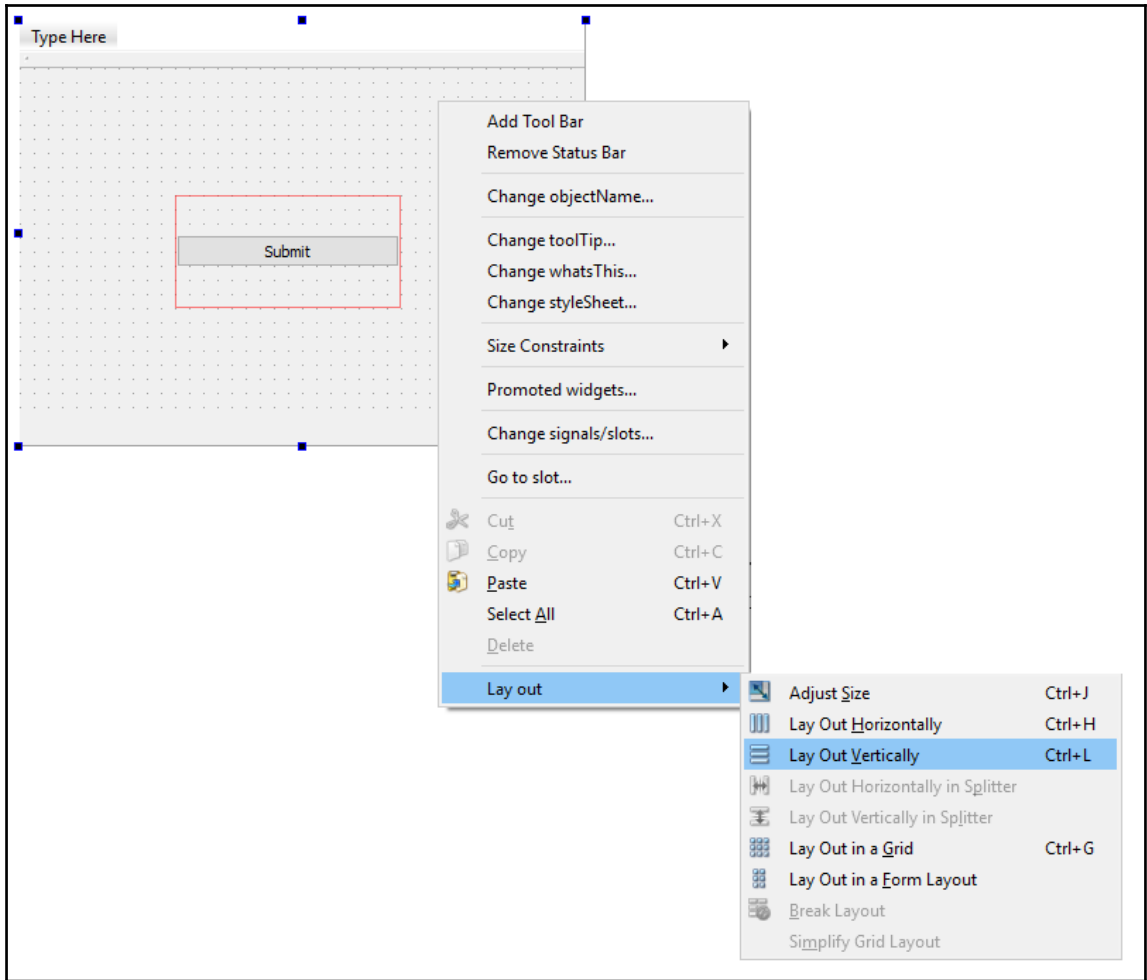 Type Here
Submit
Add Tool Bar
Remove Status Bar
Change objectName...
Change toolTip...
Change whatsThis...
Change styleSheet...
Size Constraints
Promoted widgets...
Change signals/slots...
Go to slot...
Cut Ctrl+X
Copy Ctrl+C
Paste Ctrl+V
Select All Ctrl+A
Delete
Lay out
Adjust Size Ctrl+J
Lay Out Horizontally Ctrl+H
Lay Out Vertically Ctrl+L
Lay Out Horizontally in Splitter
Lay Out Vertically in Splitter
Lay Out in a Grid Ctrl+G
Lay Out in a Form Layout
Break Layout
Simplify Grid Layout